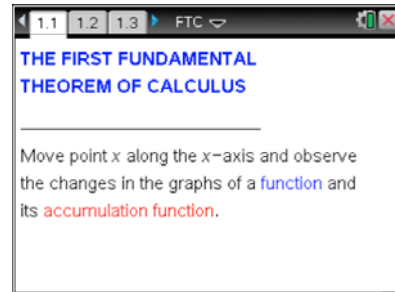 1.1 1.2 1.3 FTC
THE FIRST FUNDAMENTAL
THEOREM OF CALCULUS
Move point x along the x-axis and observe
the changes in the graphs of a function and
its accumulation function.